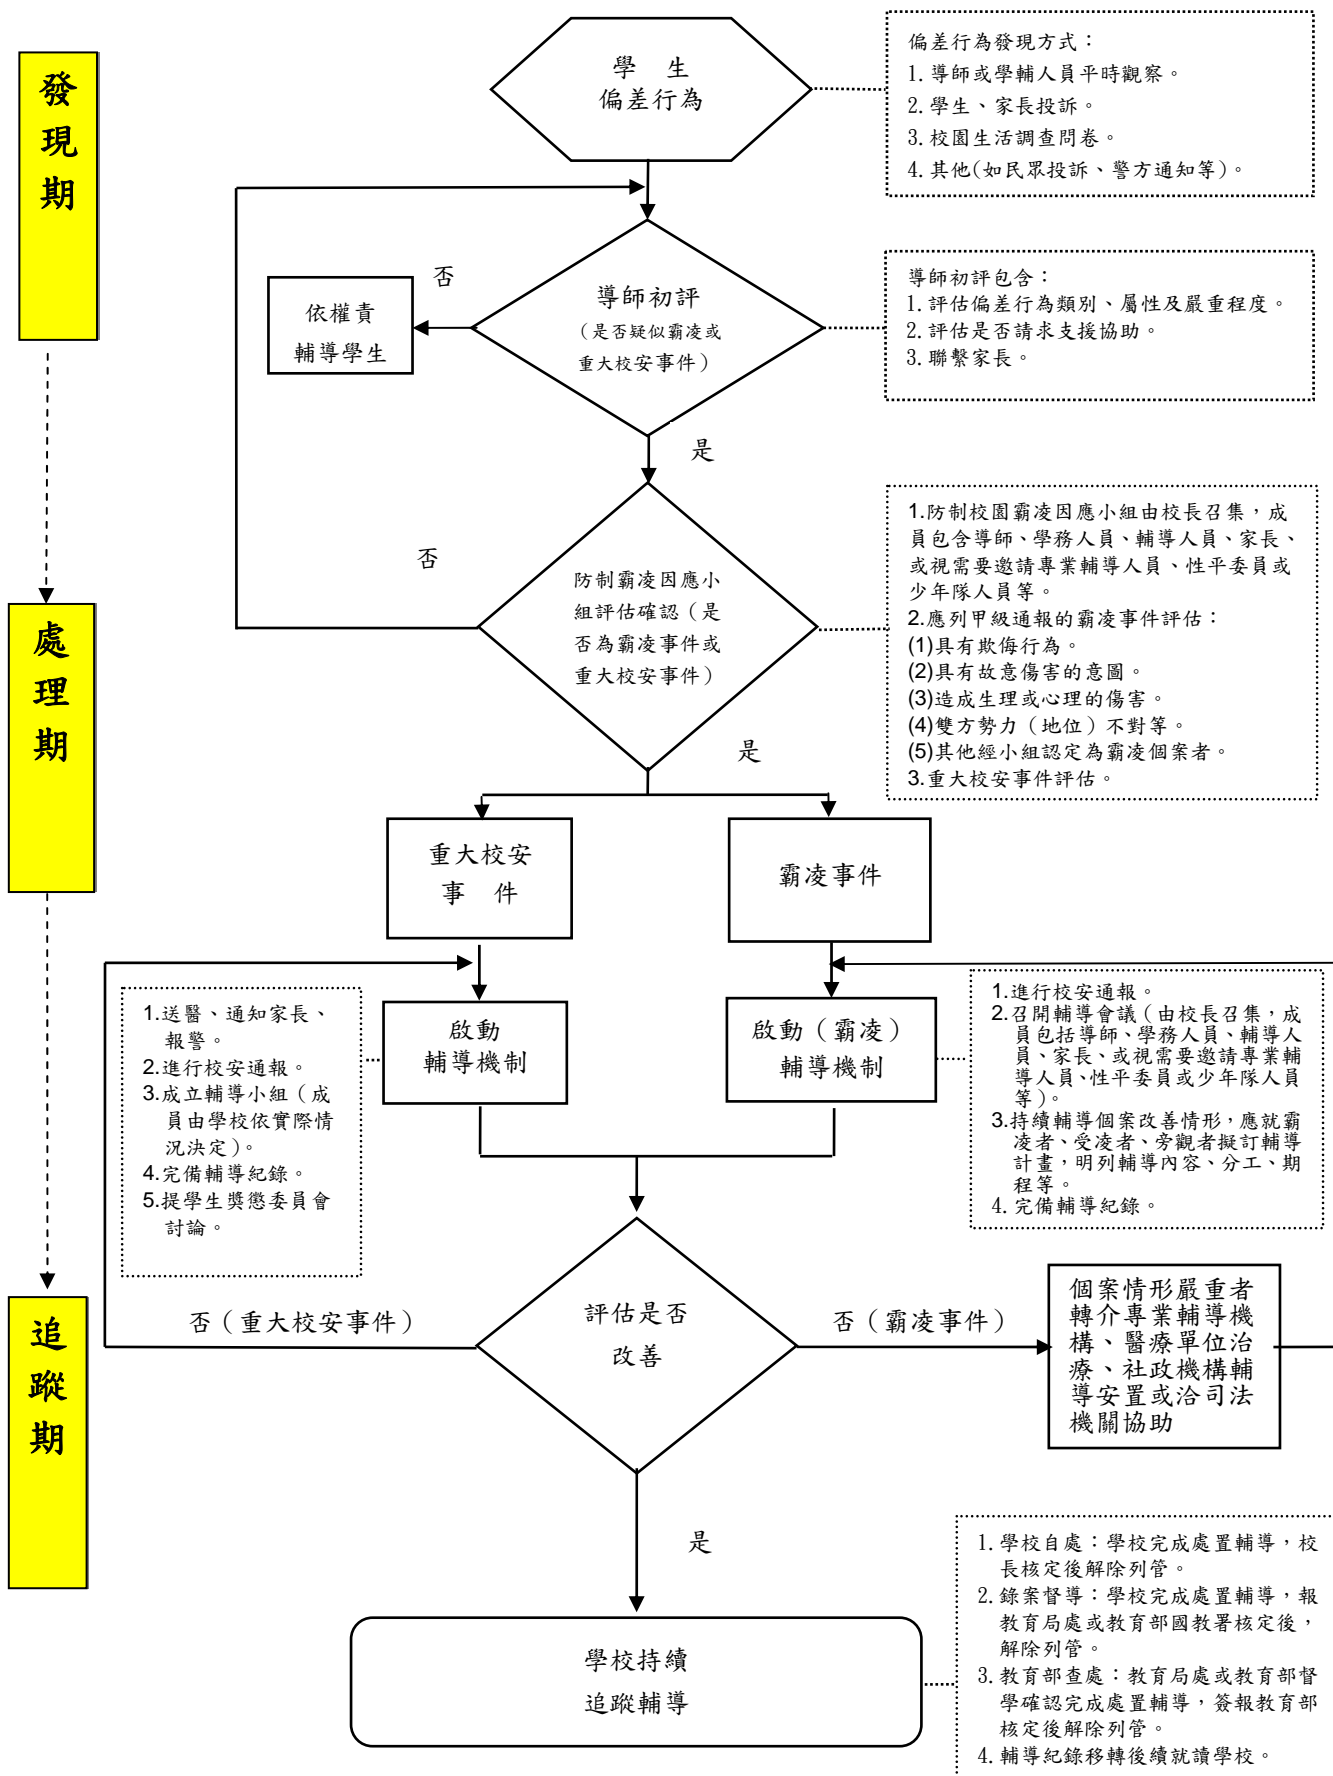 發
現
期
學 生
偏差行為
偏差行為發現方式：
1. 導師或學輔人員平時觀察。
2. 學生、家長投訴。
3. 校園生活調查問卷。
4. 其他(如民眾投訴、警方通知等)。
否
依權責
輔導學生
導師初評
（是否疑似霸凌或
重大校安事件）
導師初評包含：
1. 評估偏差行為類別、屬性及嚴重程度。
2. 評估是否請求支援協助。
3. 聯繫家長。
是
處
理
期
否
防制霸凌因應小
組評估確認（是
否為霸凌事件或
重大校安事件）
1.防制校園霸凌因應小組由校長召集，成
員包含導師、學務人員、輔導人員、家長、
或視需要邀請專業輔導人員、性平委員或
少年隊人員等。
2.應列甲級通報的霸凌事件評估：
(1)具有欺侮行為。
(2)具有故意傷害的意圖。
(3)造成生理或心理的傷害。
(4)雙方勢力（地位）不對等。
(5)其他經小組認定為霸凌個案者。
3.重大校安事件評估。
是
重大校安
事 件
霸凌事件
1.送醫、通知家長、
報警。
2.進行校安通報。
3.成立輔導小組（成
員由學校依實際情
況決定）。
4.完備輔導紀錄。
5.提學生獎懲委員會
討論。
啟動
輔導機制
啟動（霸凌）
輔導機制
1.進行校安通報。
2.召開輔導會議（由校長召集，成
員包括導師、學務人員、輔導人
員、家長、或視需要邀請專業輔
導人員、性平委員或少年隊人員
等）。
3.持續輔導個案改善情形，應就霸
凌者、受凌者、旁觀者擬訂輔導
計畫，明列輔導內容、分工、期
程等。
4. 完備輔導紀錄。
追
蹤
期
否（重大校安事件）
評估是否
改善
否（霸凌事件）
個案情形嚴重者
轉介專業輔導機
構、醫療單位治
療、社政機構輔
導安置或洽司法
機關協助
是
學校持續
追蹤輔導
1. 學校自處：學校完成處置輔導，校
長核定後解除列管。
2. 錄案督導：學校完成處置輔導，報
教育局處或教育部國教署核定後，
解除列管。
3. 教育部查處：教育局處或教育部督
學確認完成處置輔導，簽報教育部
核定後解除列管。
4. 輔導紀錄移轉後續就讀學校。